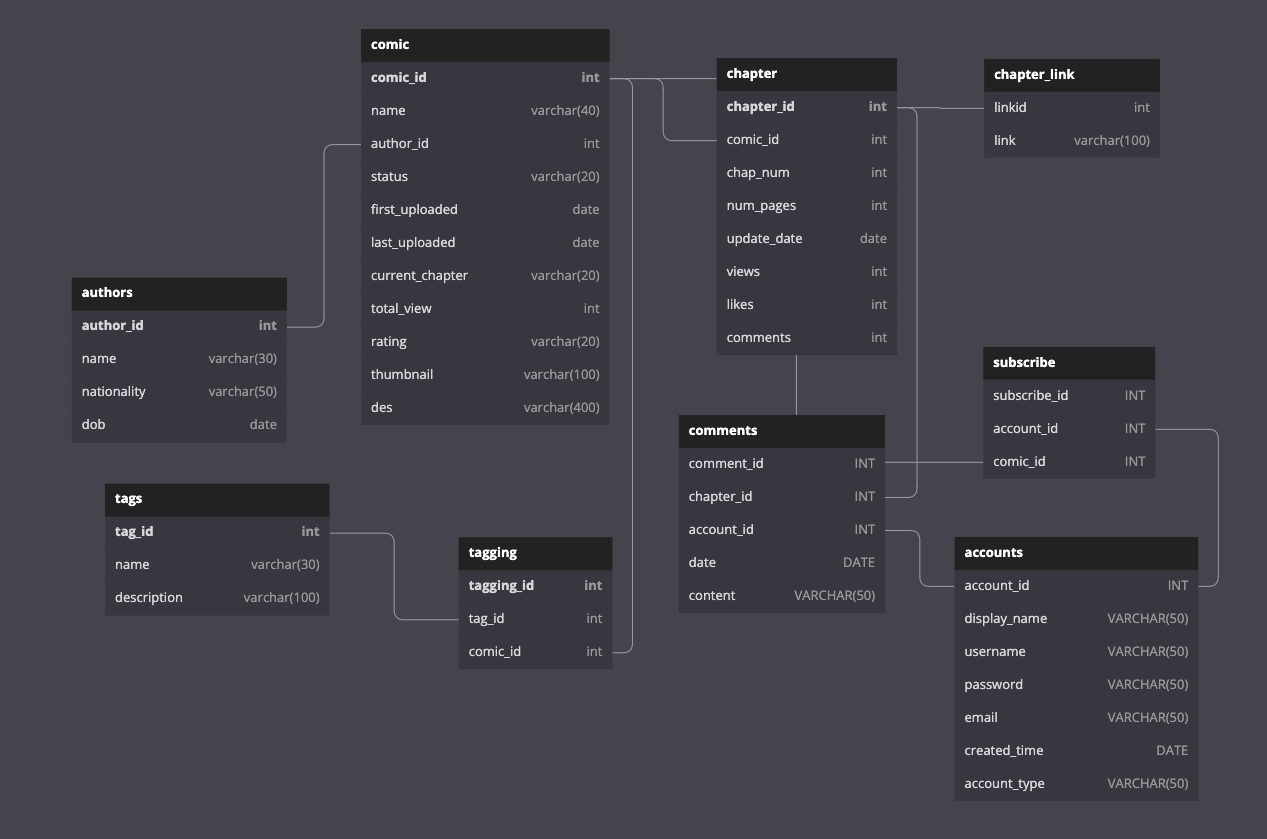 comic
comic_id int
name varchar(40)
author_id int
status varchar(20)
first_uploaded date
last_uploaded date
current_chapter varchar(20)
total_view int
rating varchar(20)
thumbnail varchar(100)
des varchar(400)
chapter
chapter_id int
comic_id int
chap_num int
num_pages int
update_date date
views int
likes int
comments int
chapter_link
linkid int
link varchar(100)
authors
author_id int
name varchar(30)
nationality varchar(50)
dob date
subscribe
subscribe_id INT
account_id INT
comic_id INT
comments
comment_id INT
chapter_id INT
account_id INT
date DATE
content VARCHAR(50)
tags
tag_id int
name varchar(30)
description varchar(100)
tagging
tagging_id int
tag_id int
comic_id int
accounts
account_id INT
display_name VARCHAR(50)
username VARCHAR(50)
password VARCHAR(50)
email VARCHAR(50)
created_time DATE
account_type VARCHAR(50)